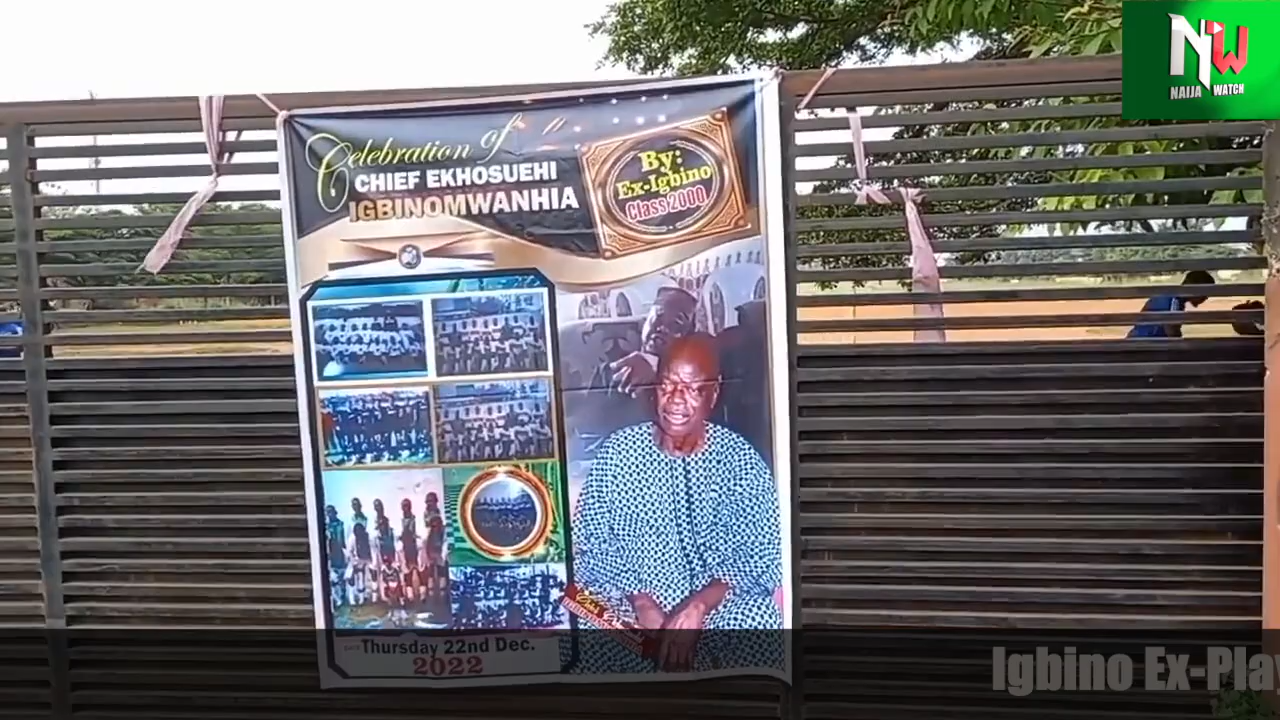 Celebration of
CHIEF EKHOSUEHI
IGBINOMWANHIA
By:
Ex-Igbino
Class 2000
Thursday 22nd Dec.
2022
NW
NAIJA WATCH
Igbino Ex-Play